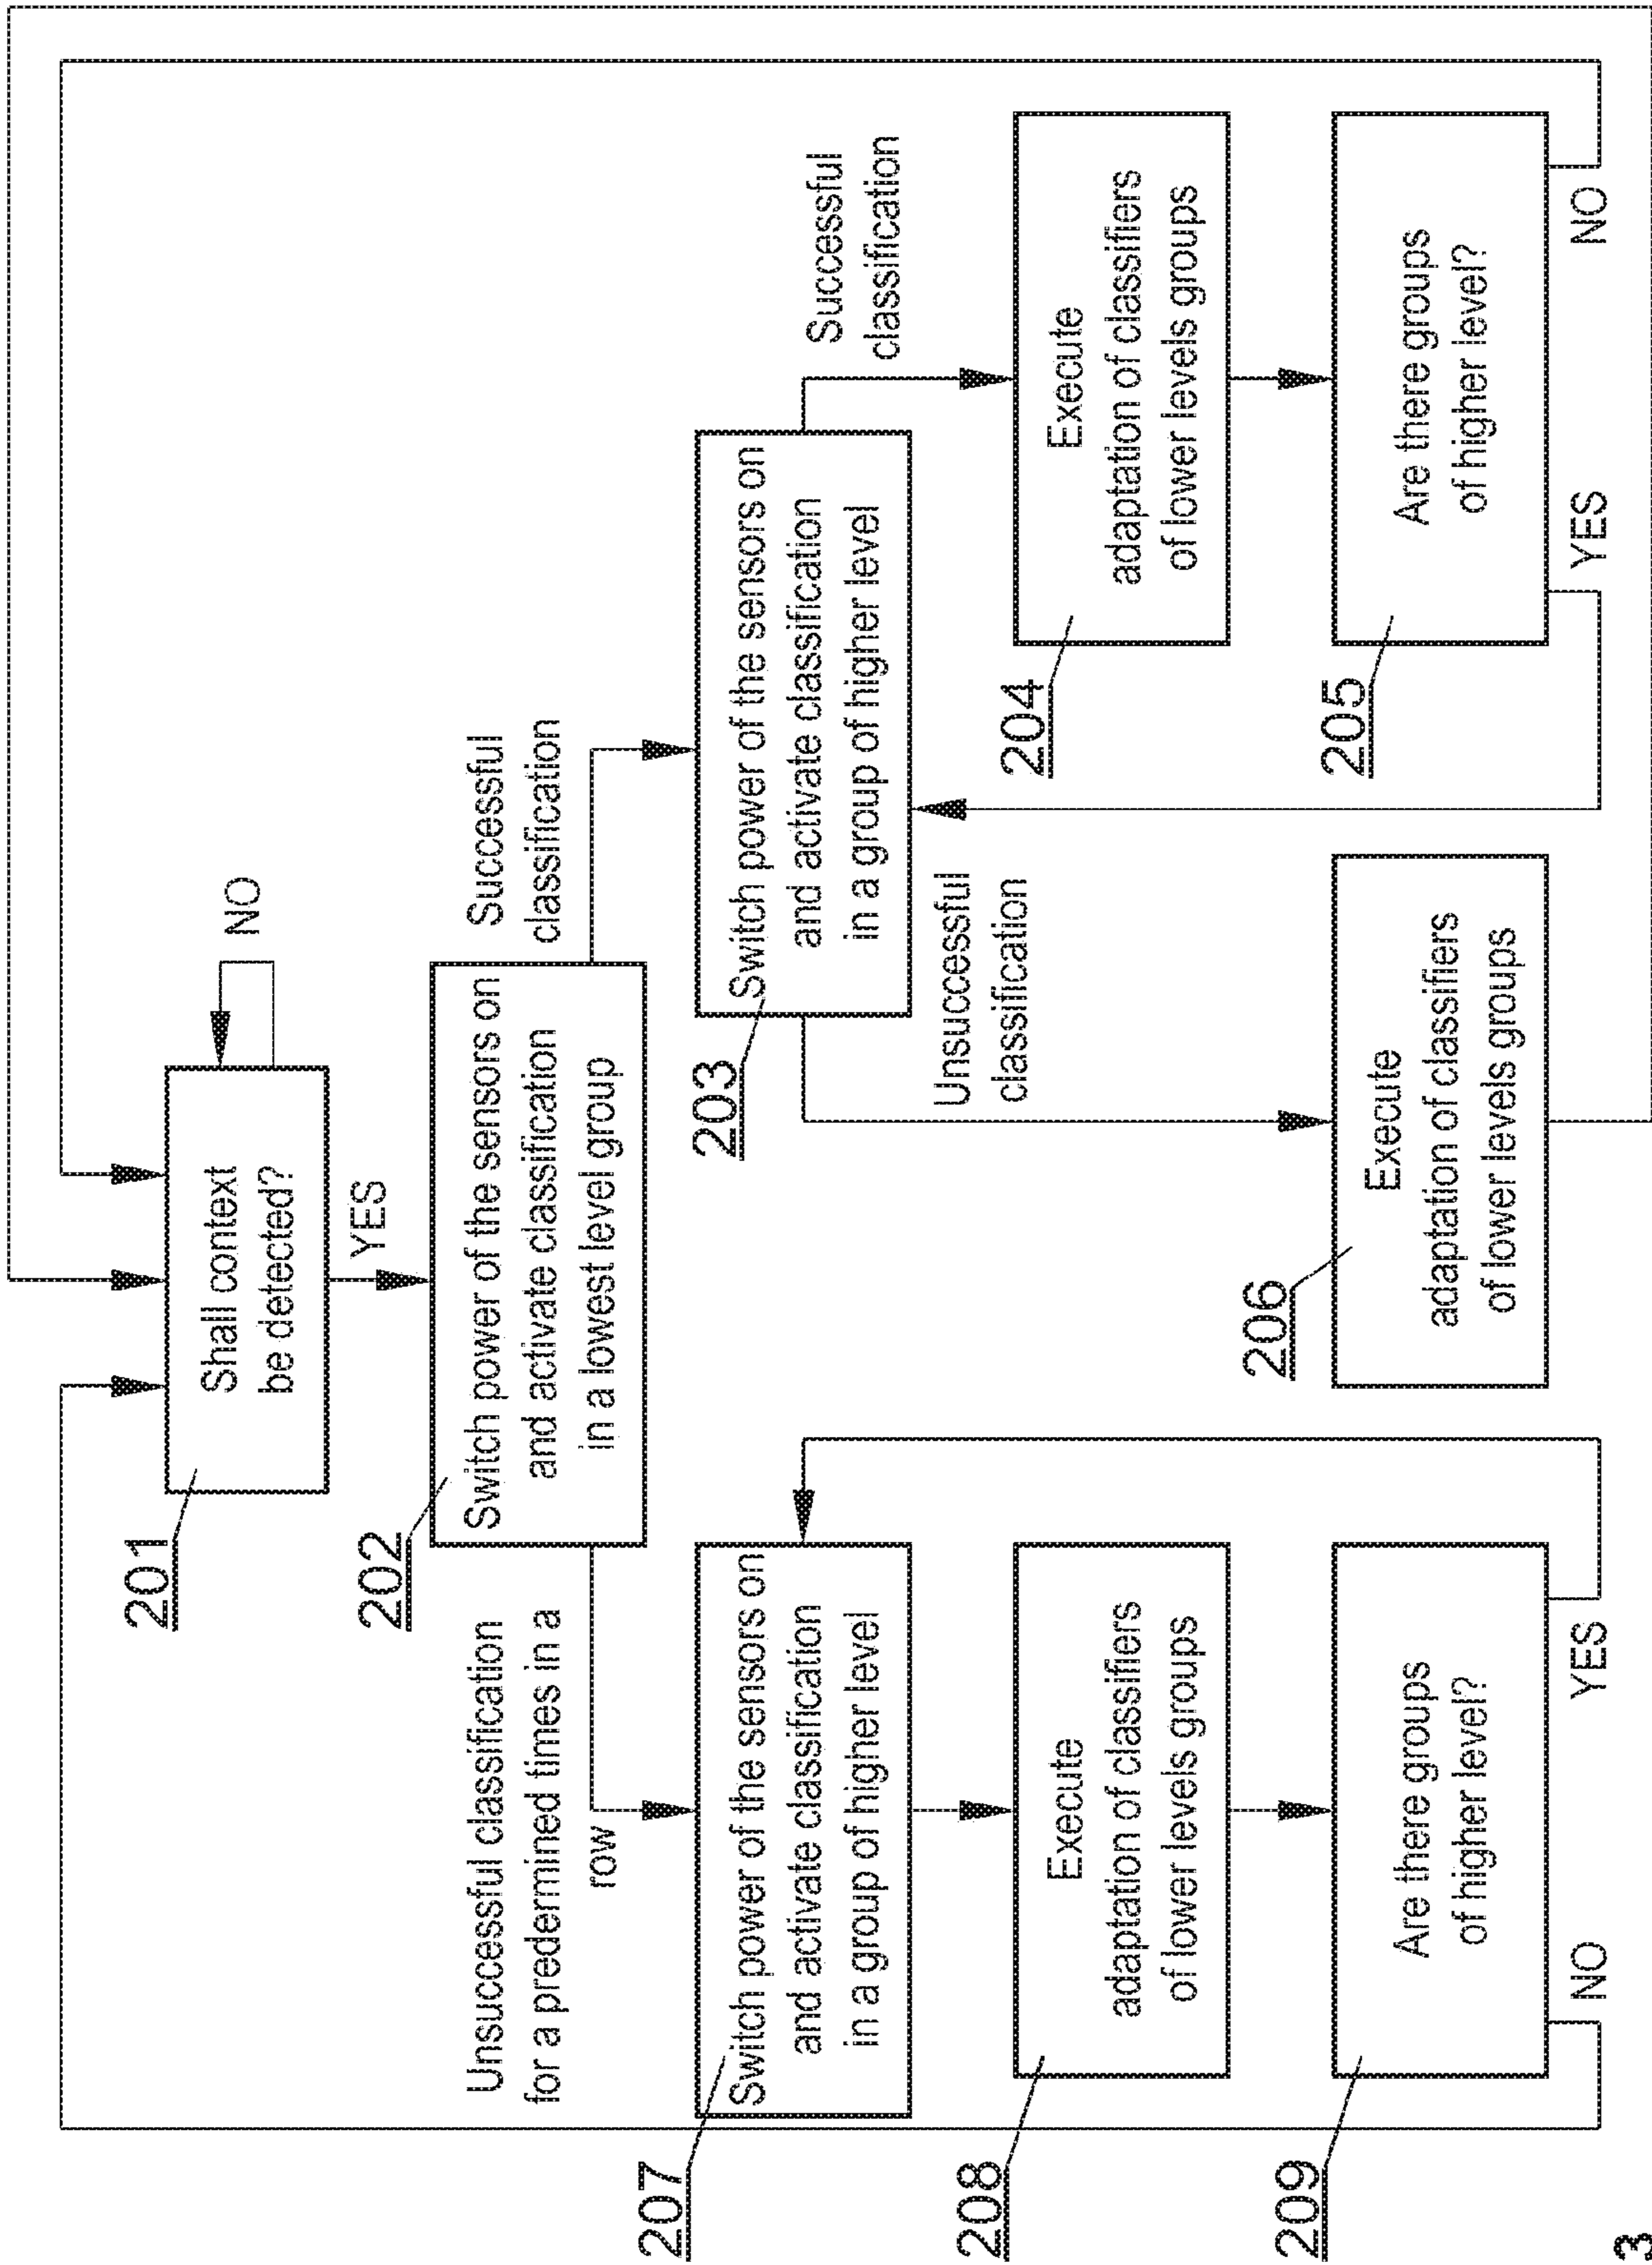 201
Shall context
be detected?
NO
YES
202
Switch power of the sensors on
and activate classification
in a lowest level group
Unsuccessful classification
for a predermined times in a
row
Successful
classification
207
Switch power of the sensors on
and activate classification
in a group of higher level
203
Switch power of the sensors on
and activate classification
in a group of higher level
Unsuccessful
classification
Successful
classification
208
Execute
adaptation of classifiers
of lower levels groups
204
Execute
adaptation of classifiers
of lower levels groups
209
Are there groups
of higher level?
NO
YES
206
Execute
adaptation of classifiers
of lower levels groups
205
Are there groups
of higher level?
YES
NO
3